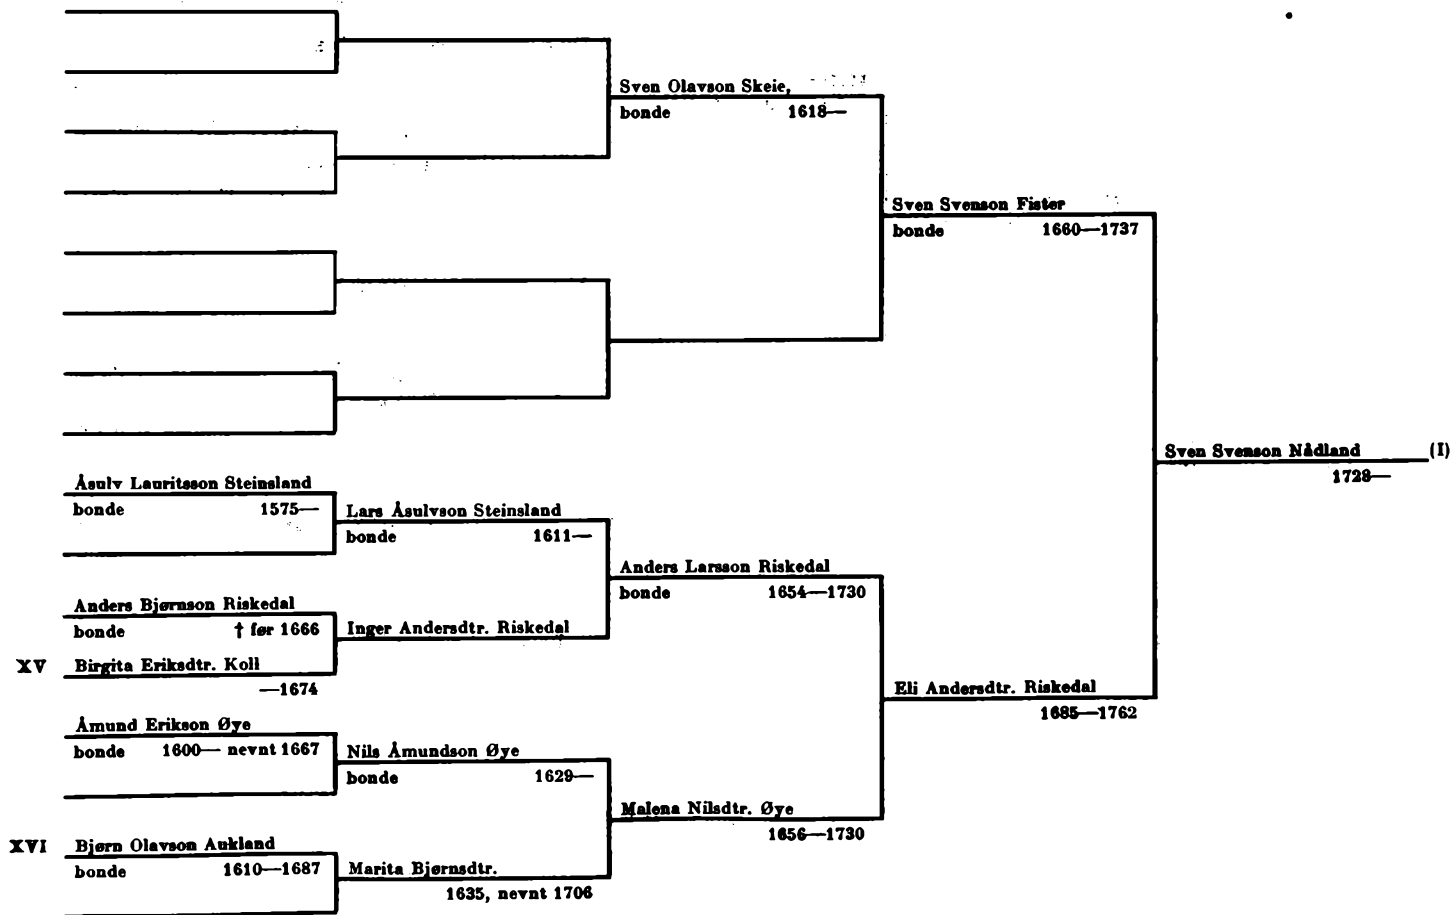 Sven Olavson Skeie,
bonde 1618—
Sven Svenson Fister
bonde 1660—1737
Sven Svenson Nådland (I)
1728—
Åsulv Lauritsson Steinsland
bonde 1575—
Lars Åsulvson Steinsland
bonde 1611—
Anders Larsson Riskedal
bonde 1654—1730
Anders Bjørnson Riskedal
bonde † før 1666
Inger Andersdtr. Riskedal
XV Birgita Eriksdtr. Koll
—1674
Eli Andersdtr. Riskedal
1685—1762
Åmund Erikson Øye
bonde 1600— nevnt 1667
Nils Åmundson Øye
bonde 1629—
Malena Nilsdtr. Øye
1656—1730
XVI Bjørn Olavson Aukland
bonde 1610—1687
Marita Bjørnsdtr.
1635, nevnt 1706